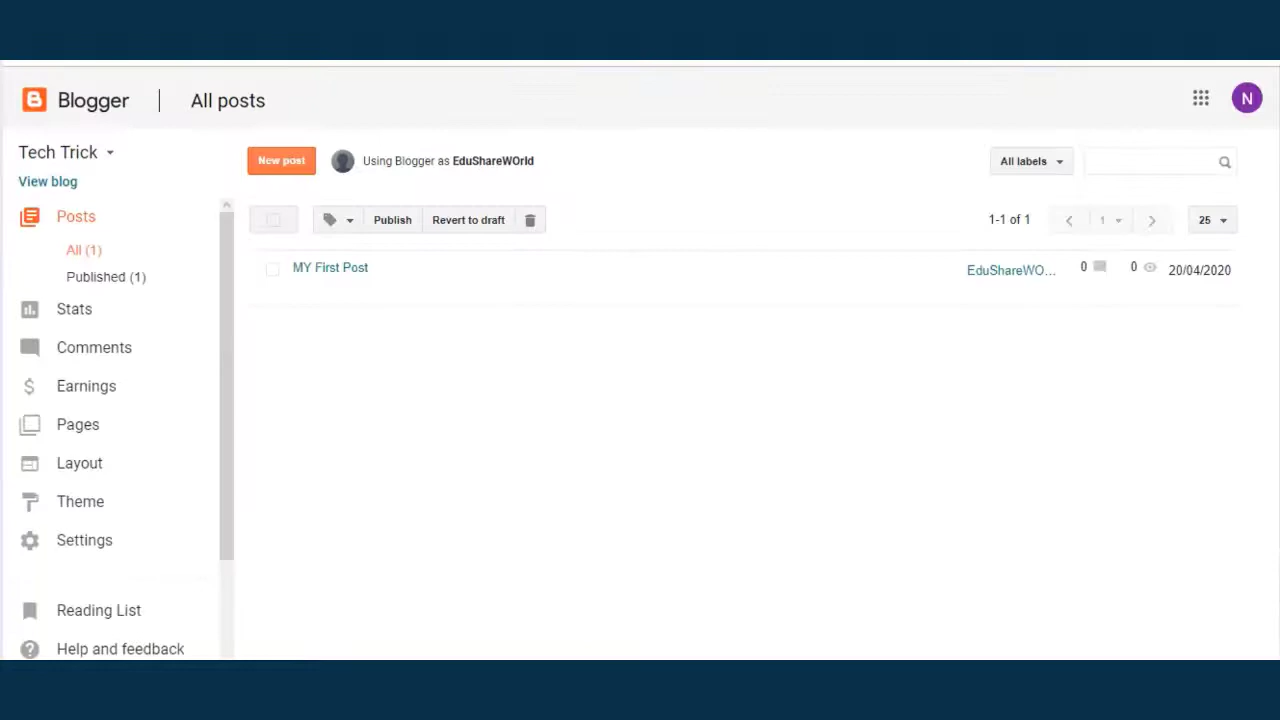 Blogger | All posts
N
Tech Trick
View blog
New post
Using Blogger as EduShareWOrld
All labels
Posts
All (1)
Published (1)
Stats
Comments
Earnings
Pages
Layout
Theme
Settings
Reading List
Help and feedback
Publish
Revert to draft
1-1 of 1
1
25
MY First Post
EduShareWO...
0
0
20/04/2020